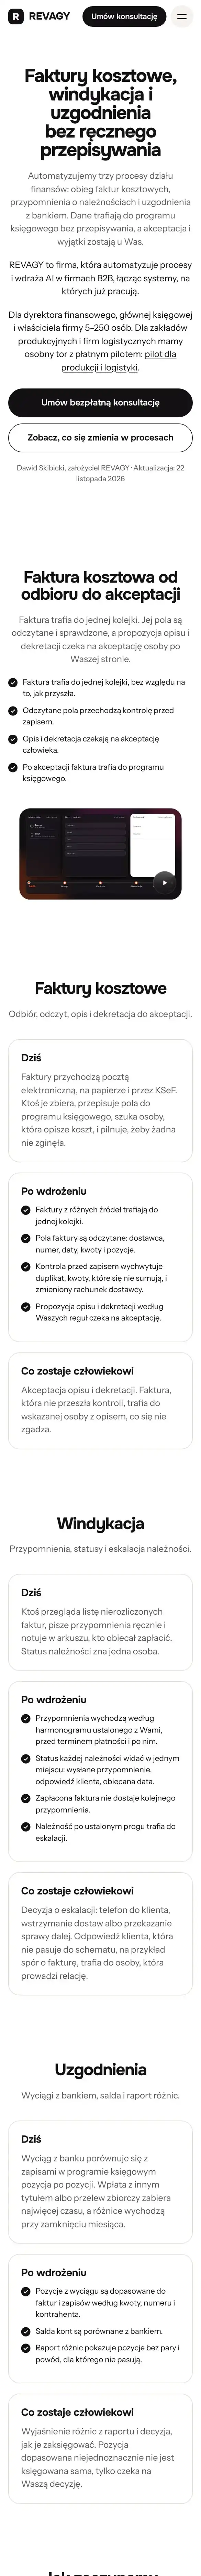 R REVAGY
Umów konsultację
Faktury kosztowe,
windykacja i
uzgodnienia
bez ręcznego
przepisywania
Automatyzujemy trzy procesy działu
finansów: obieg faktur kosztowych,
przypomnienia o należnościach i uzgodnienia
z bankiem. Dane trafiają do programu
księgowego bez przepisywania, a akceptacja i
wyjątki zostają u Was.
REVAGY to firma, która automatyzuje procesy
i wdraża AI w firmach B2B, łącząc systemy, na
których już pracują.
Dla dyrektora finansowego, głównej księgowej
i właściciela firmy 5–250 osób. Dla zakładów
produkcyjnych i firm logistycznych mamy
osobny tor z płatnym pilotem: pilot dla
produkcji i logistyki.
Umów bezpłatną konsultację
Zobacz, co się zmienia w procesach
Dawid Skibicki, założyciel REVAGY · Aktualizacja: 22
listopada 2026
Faktura kosztowa od
odbioru do akceptacji
Faktura trafia do jednej kolejki. Jej pola są
odczytane i sprawdzone, a propozycja opisu i
dekretacji czeka na akceptację osoby po
Waszej stronie.
Faktura trafia do jednej kolejki, bez względu na
to, jak przyszła.
Odczytane pola przechodzą kontrolę przed
zapisem.
Opis i dekretacja czekają na akceptację
człowieka.
Po akceptacji faktura trafia do programu
księgowego.
Faktury kosztowe
Odbiór, odczyt, opis i dekretacja do akceptacji.
Dziś
Faktury przychodzą pocztą
elektroniczną, na papierze i przez KSeF.
Ktoś je zbiera, przepisuje pola do
programu księgowego, szuka osoby,
która opisze koszt, i pilnuje, żeby żadna
nie zginęła.
Po wdrożeniu
Faktury z różnych źródeł trafiają do
jednej kolejki.
Pola faktury są odczytane: dostawca,
numer, daty, kwoty i pozycje.
Kontrola przed zapisem wychwytuje
duplikat, kwoty, które się nie sumują, i
zmieniony rachunek dostawcy.
Propozycja opisu i dekretacji według
Waszych reguł czeka na akceptację.
Co zostaje człowiekowi
Akceptacja opisu i dekretacji. Faktura,
która nie przeszła kontroli, trafia do
wskazanej osoby z opisem, co się nie
zgadza.
Windykacja
Przypomnienia, statusy i eskalacja należności.
Dziś
Ktoś przegląda listę nierozliczonych
faktur, pisze przypomnienia ręcznie i
notuje w arkuszu, kto obiecał zapłacić.
Status należności zna jedna osoba.
Po wdrożeniu
Przypomnienia wychodzą według
harmonogramu ustalonego z Wami,
przed terminem płatności i po nim.
Status każdej należności widać w jednym
miejscu: wysłane przypomnienie,
odpowiedź klienta, obiecana data.
Zapłacona faktura nie dostaje kolejnego
przypomnienia.
Należność po ustalonym progu trafia do
eskalacji.
Co zostaje człowiekowi
Decyzja o eskalacji: telefon do klienta,
wstrzymanie dostaw albo przekazanie
sprawy dalej. Odpowiedź klienta, która
nie pasuje do schematu, na przykład
spór o fakturę, trafia do osoby, która
prowadzi relację.
Uzgodnienia
Wyciągi z bankiem, salda i raport różnic.
Dziś
Wyciąg z banku porównuje się z
zapisami w programie księgowym
pozycja po pozycji. Wpłata z innym
tytułem albo przelew zbiorczy zabiera
najwięcej czasu, a różnice wychodzą
przy zamknięciu miesiąca.
Po wdrożeniu
Pozycje z wyciągu są dopasowane do
faktur i zapisów według kwoty, numeru i
kontrahenta.
Salda kont są porównane z bankiem.
Raport różnic pokazuje pozycje bez pary i
powód, dla którego nie pasują.
Co zostaje człowiekowi
Wyjaśnienie różnic z raportu i decyzja,
jak je zaksięgować. Pozycja
dopasowana niejednoznacznie nie jest
księgowana sama, tylko czeka na
Waszą decyzję.